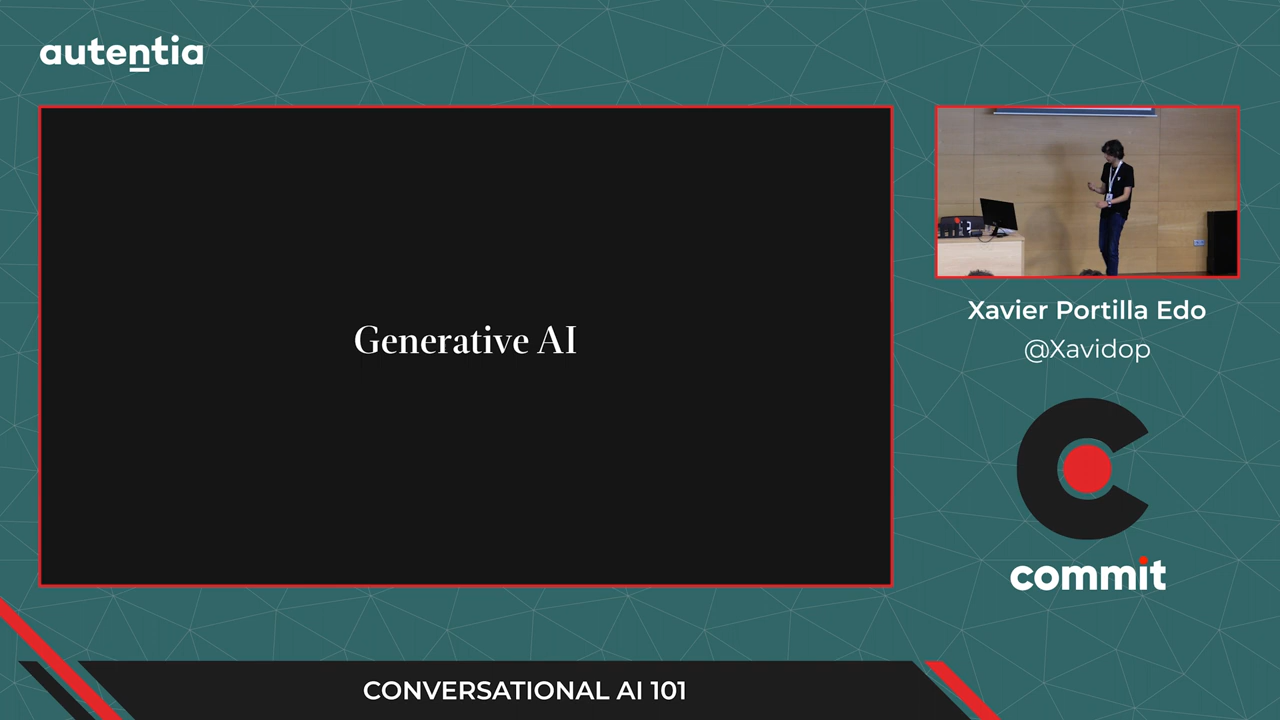 autentia
Generative AI
Xavier Portilla Edo
@Xavidop
commit
CONVERSATIONAL AI 101